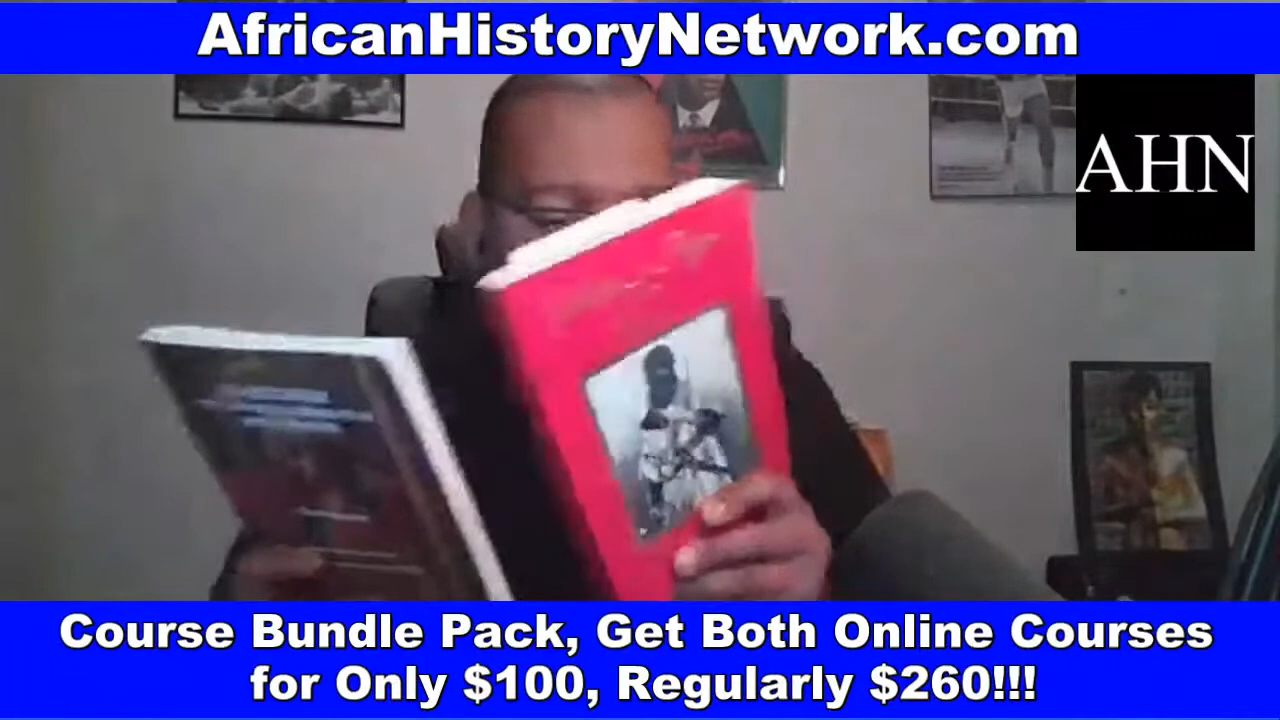 AfricanHistoryNetwork.com
AHN
Course Bundle Pack, Get Both Online Courses
for Only $100, Regularly $260!!!